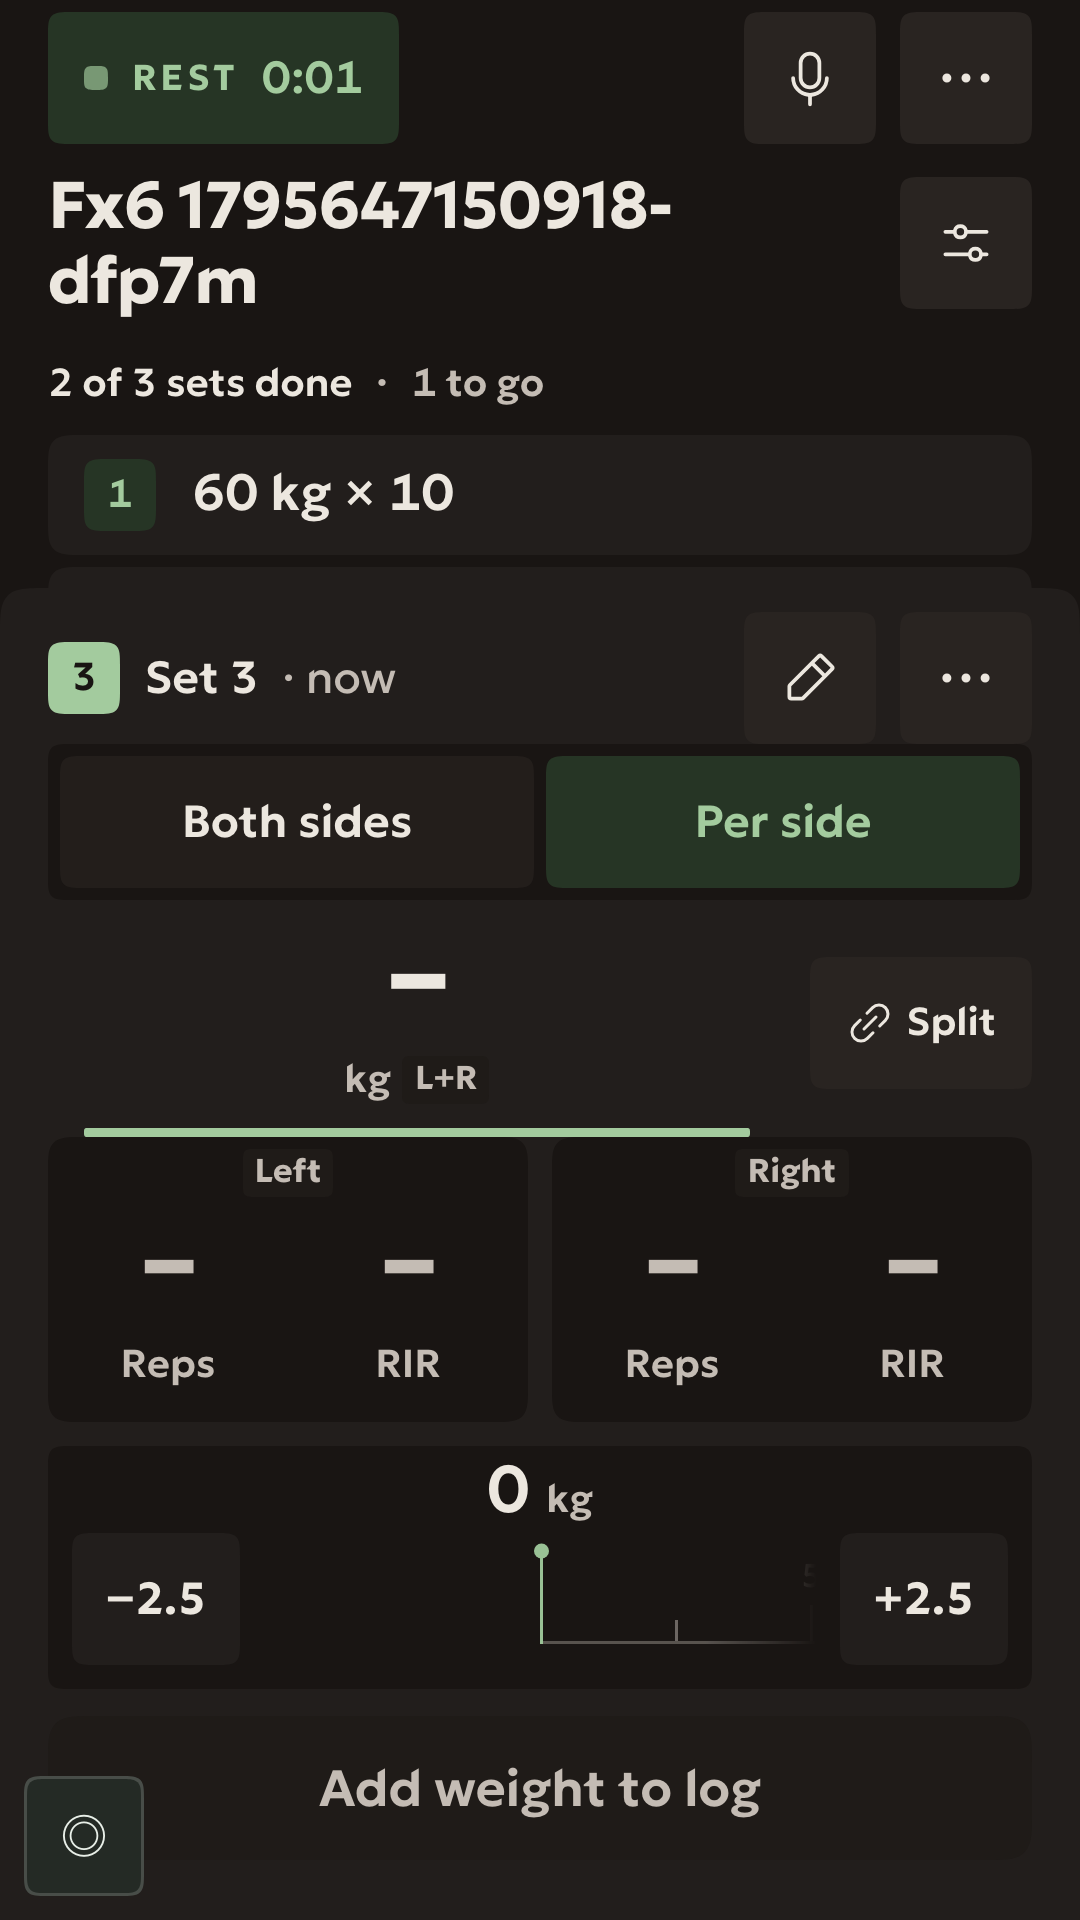 REST 0:01
Fx6 1795647150918-
dfp7m
2 of 3 sets done · 1 to go
1 60 kg × 10
3 Set 3 · now
Both sides Per side
–
Split
kg L+R
Left Right
– – – –
Reps RIR Reps RIR
0 kg
5
−2.5 +2.5
Add weight to log